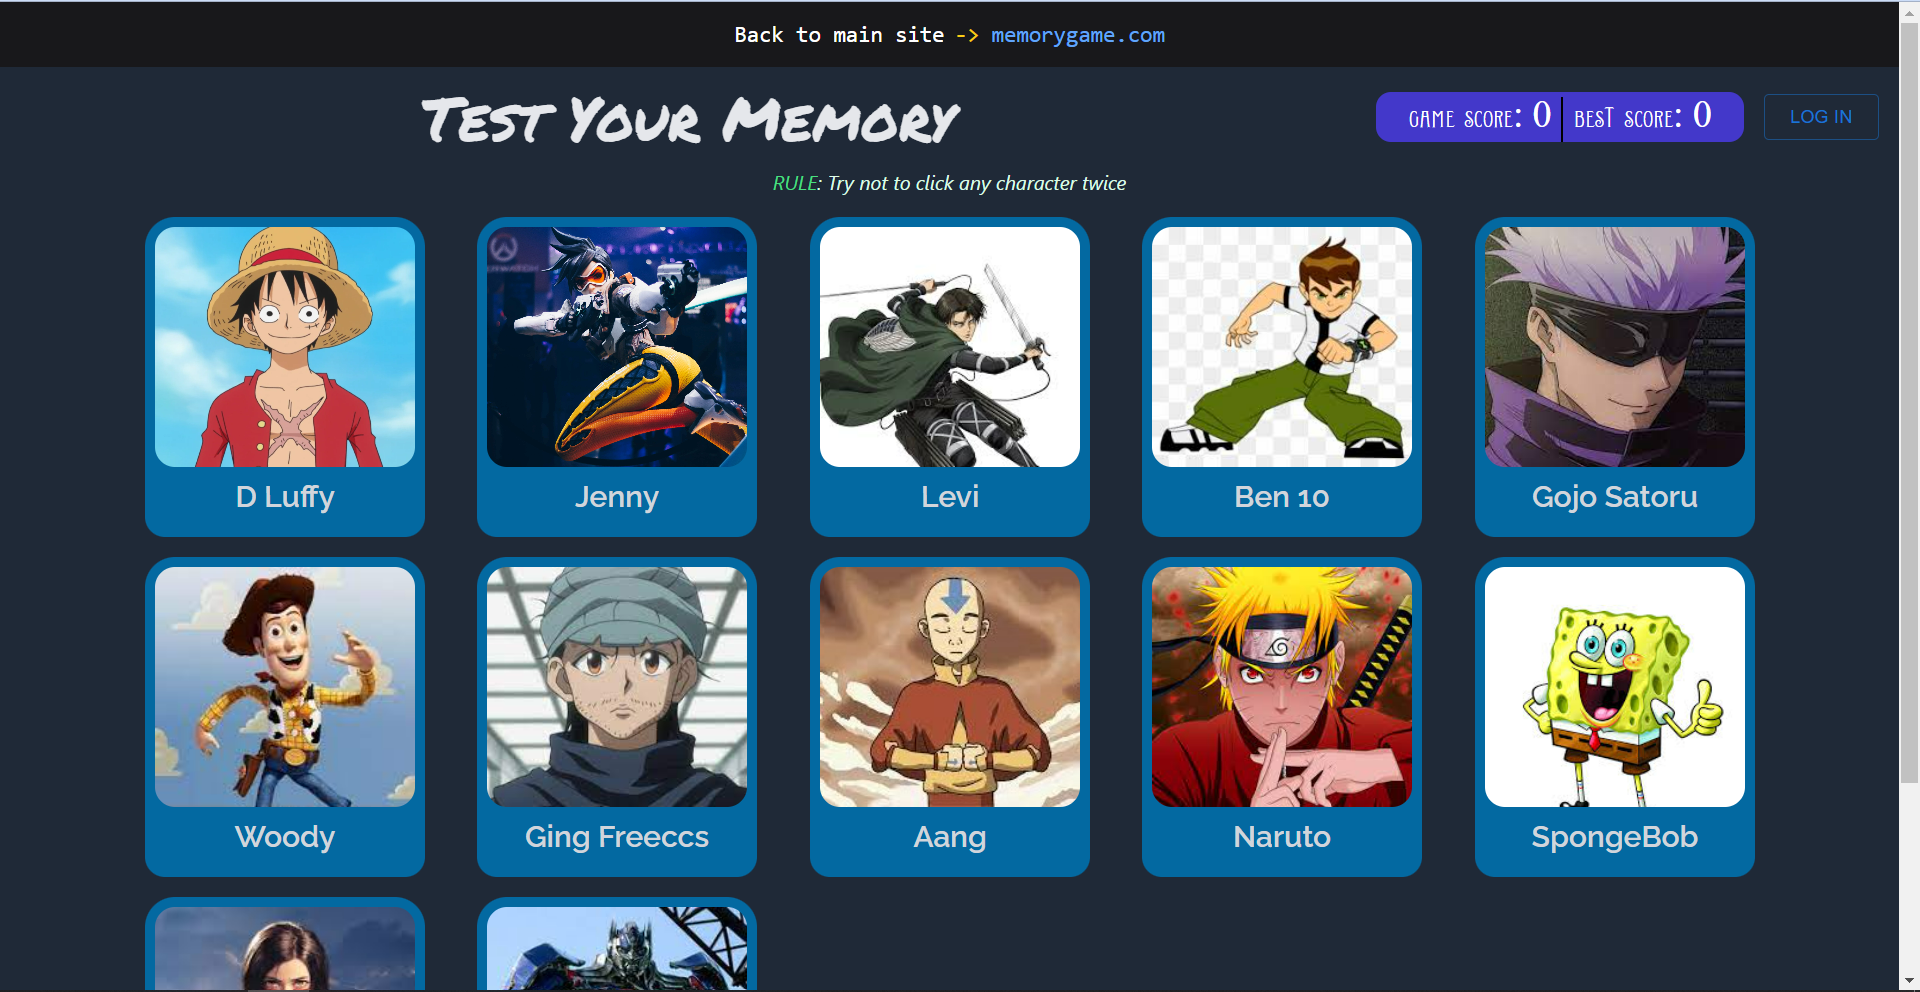 Back to main site -> memorygame.com
Test Your Memory
GAME SCORE: 0
BEST SCORE: 0
LOG IN
RULE: Try not to click any character twice
D Luffy
Jenny
Levi
Ben 10
Gojo Satoru
Woody
Ging Freeccs
Aang
Naruto
SpongeBob